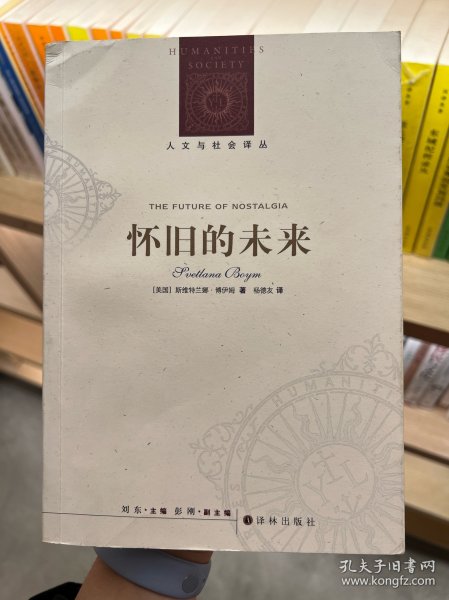 HUMANITIES
SOCIETY
人文与社会译丛
THE FUTURE OF NOSTALGIA
怀旧的未来
Svetlana Boym
[美国] 斯维特兰娜·博伊姆 著 杨德友 译
HUMANITIES
刘东·主编 彭刚·副主编
译林出版社
孔夫子旧书网
www.kongfz.com